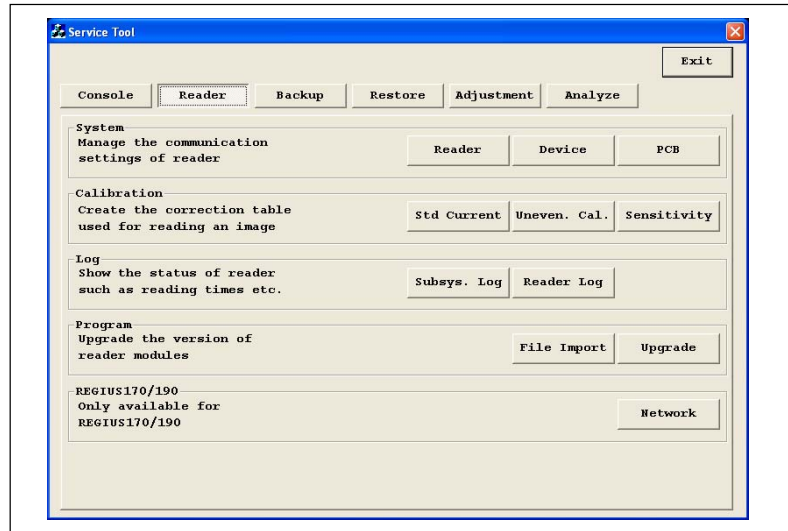 Service Tool
Exit
Console Reader Backup Restore Adjustment Analyze
System
Manage the communication
settings of reader
Reader Device PCB
Calibration
Create the correction table
used for reading an image
Std Current Uneven. Cal. Sensitivity
Log
Show the status of reader
such as reading times etc.
Subsys. Log Reader Log
Program
Upgrade the version of
reader modules
File Import Upgrade
REGIUS170/190
Only available for
REGIUS170/190
Network